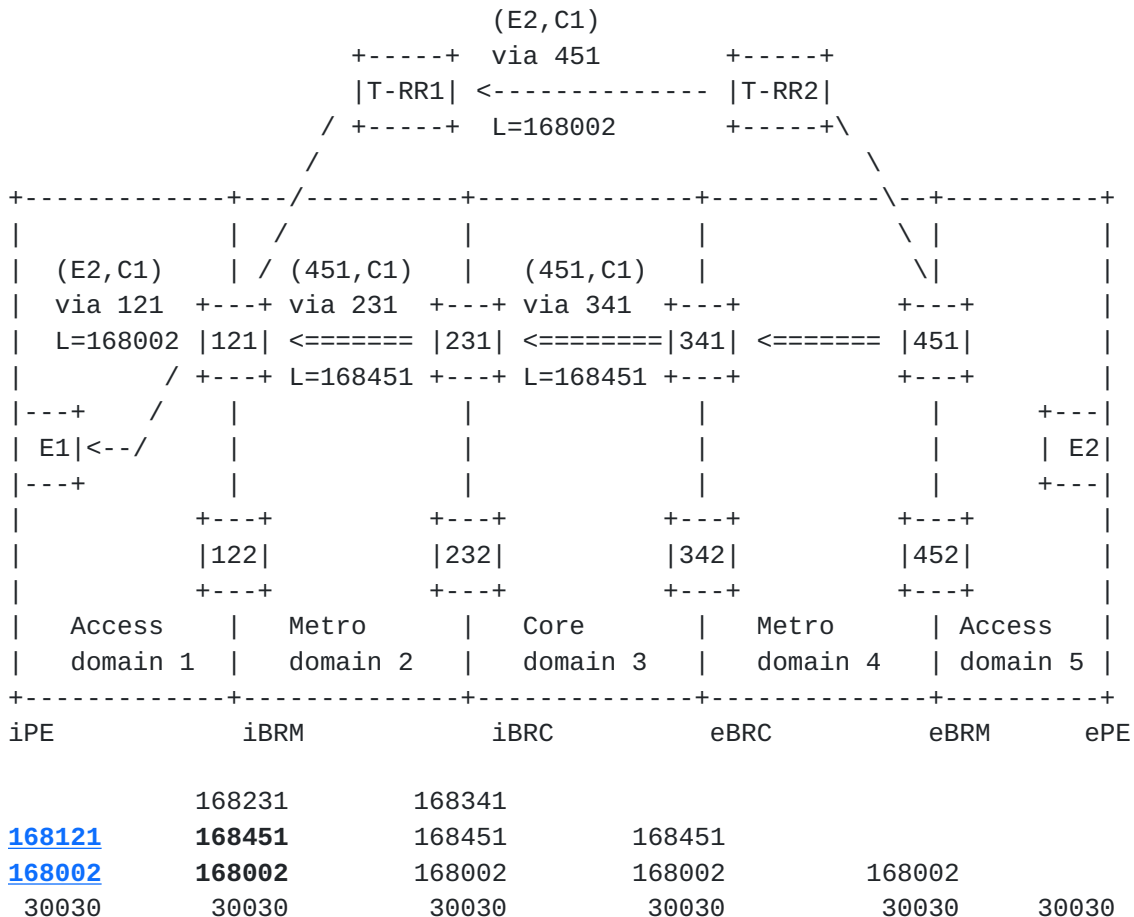 (E2,C1)
+-----+ via 451 +-----+
|T-RR1| <-------------- |T-RR2|
/ +-----+ L=168002 +-----+\
/ \
+-------------+---/----------+--------------+-----------\--+----------+
| | / | | \ | |
| (E2,C1) | / (451,C1) | (451,C1) | \| |
| via 121 +---+ via 231 +---+ via 341 +---+ +---+ |
| L=168002 |121| <======= |231| <========|341| <======= |451| |
| / +---+ L=168451 +---+ L=168451 +---+ +---+ |
|---+ / | | | | +---|
| E1|<--/ | | | | | E2|
|---+ | | | | +---|
| +---+ +---+ +---+ +---+ |
| |122| |232| |342| |452| |
| +---+ +---+ +---+ +---+ |
| Access | Metro | Core | Metro | Access |
| domain 1 | domain 2 | domain 3 | domain 4 | domain 5 |
+-------------+--------------+--------------+--------------+----------+
iPE iBRM iBRC eBRC eBRM ePE
168231 168341
168121 168451 168451 168451
168002 168002 168002 168002 168002
30030 30030 30030 30030 30030 30030